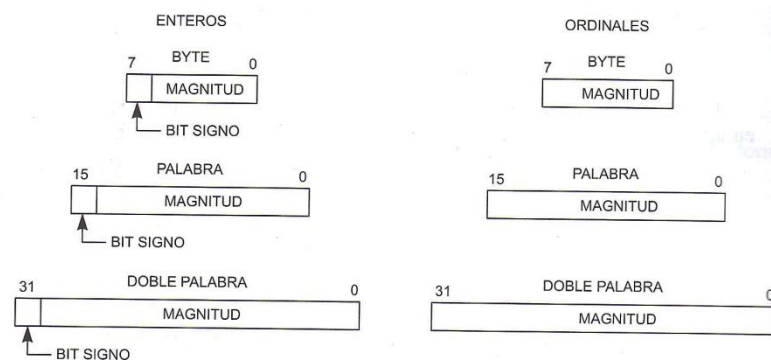 ENTEROS
BYTE
7 0
MAGNITUD
BIT SIGNO
PALABRA
15 0
MAGNITUD
BIT SIGNO
DOBLE PALABRA
31 0
MAGNITUD
BIT SIGNO
ORDINALES
BYTE
7 0
MAGNITUD
PALABRA
15 0
MAGNITUD
DOBLE PALABRA
31 0
MAGNITUD